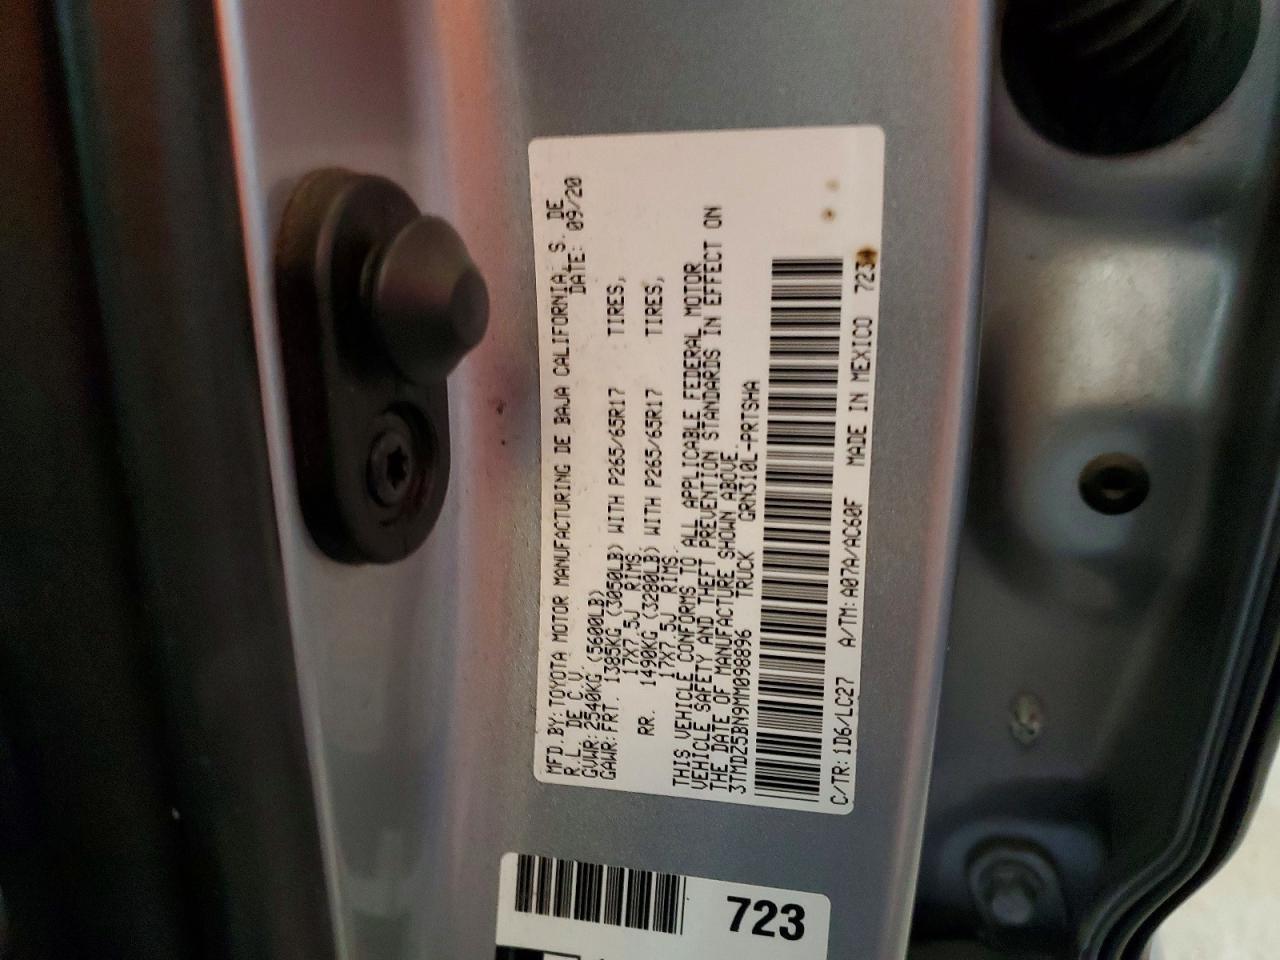 MFD.BY:TOYOTA MOTOR MANUFACTURING DE BAJA CALIFORNIA, S. DE
R.L. DE C.V. DATE: 09/20
GVWR:2540KG (5600LB)
GAWR:FRT. 1385KG (3050LB) WITH P265/65R17 TIRES,
17X7.5J RIMS,
RR. 1490KG (3280LB) WITH P265/65R17 TIRES,
17X7.5J RIMS.
THIS VEHICLE CONFORMS TO ALL APPLICABLE FEDERAL MOTOR
VEHICLE SAFETY AND THEFT PREVENTION STANDARDS IN EFFECT ON
THE DATE OF MANUFACTURE SHOWN ABOVE.
3TMDZ5BN9MM098896 TRUCK GRN310L-PRTSHA
C/TR:1D6/LC27 A/TM:A07A/AC60F MADE IN MEXICO
723